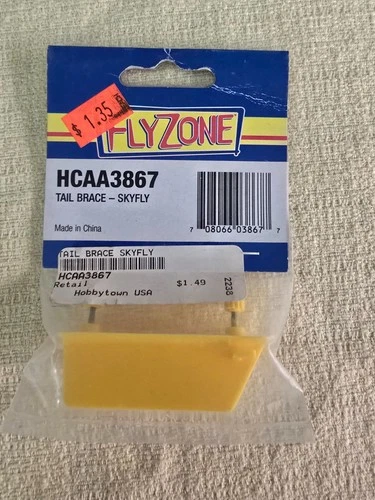 $ 1.35
FLYZONE
HCAA3867
TAIL BRACE – SKYFLY
Made in China
7 08066 03867 7
TAIL BRACE SKYFLY
HCAA3867
Retail $1.49
Hobbytown USA
2238